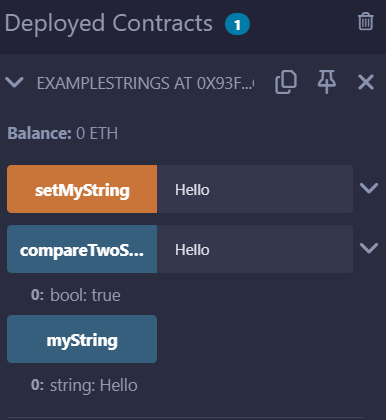 Deployed Contracts 1
EXAMPLESTRINGS AT 0X93F...
Balance: 0 ETH
setMyString Hello
compareTwoS... Hello
0: bool: true
myString
0: string: Hello